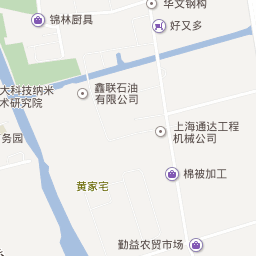 华文钢构
锦林厨具
好又多
大科技纳米
术研究院
鑫联石油
有限公司
上海通达工程
机械公司
务园
棉被加工
黄家宅
勤益农贸市场